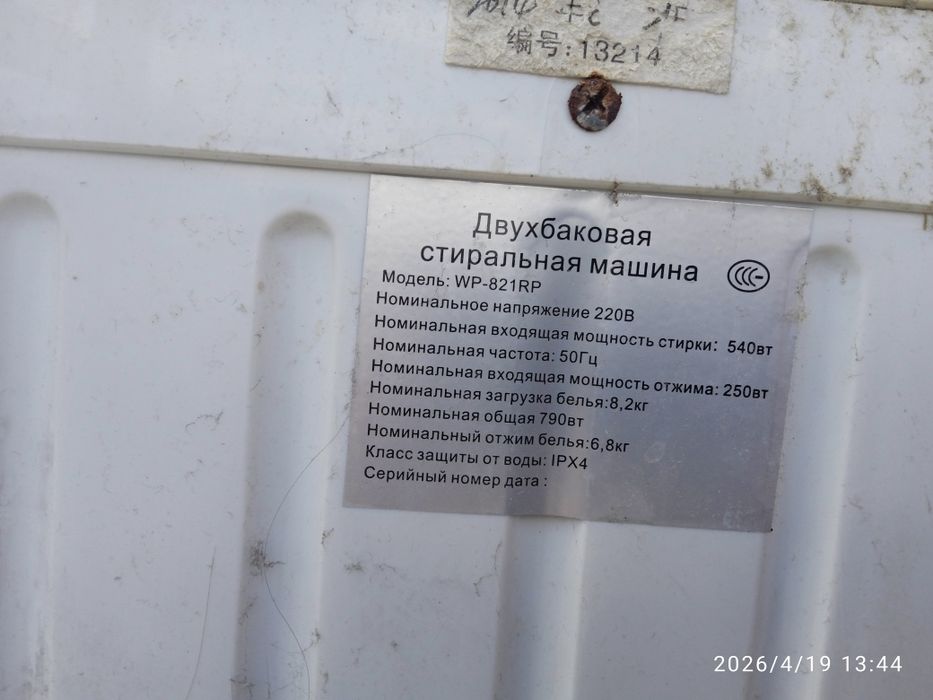 编号:13214
Двухбаковая
стиральная машина
Модель: WP-821RP
Номинальное напряжение 220В
Номинальная входящая мощность стирки: 540вт
Номинальная частота: 50Гц
Номинальная входящая мощность отжима: 250вт
Номинальная загрузка белья:8,2кг
Номинальная общая 790вт
Номинальный отжим белья:6,8кг
Класс защиты от воды: IPX4
Серийный номер дата :
2026/4/19 13:44